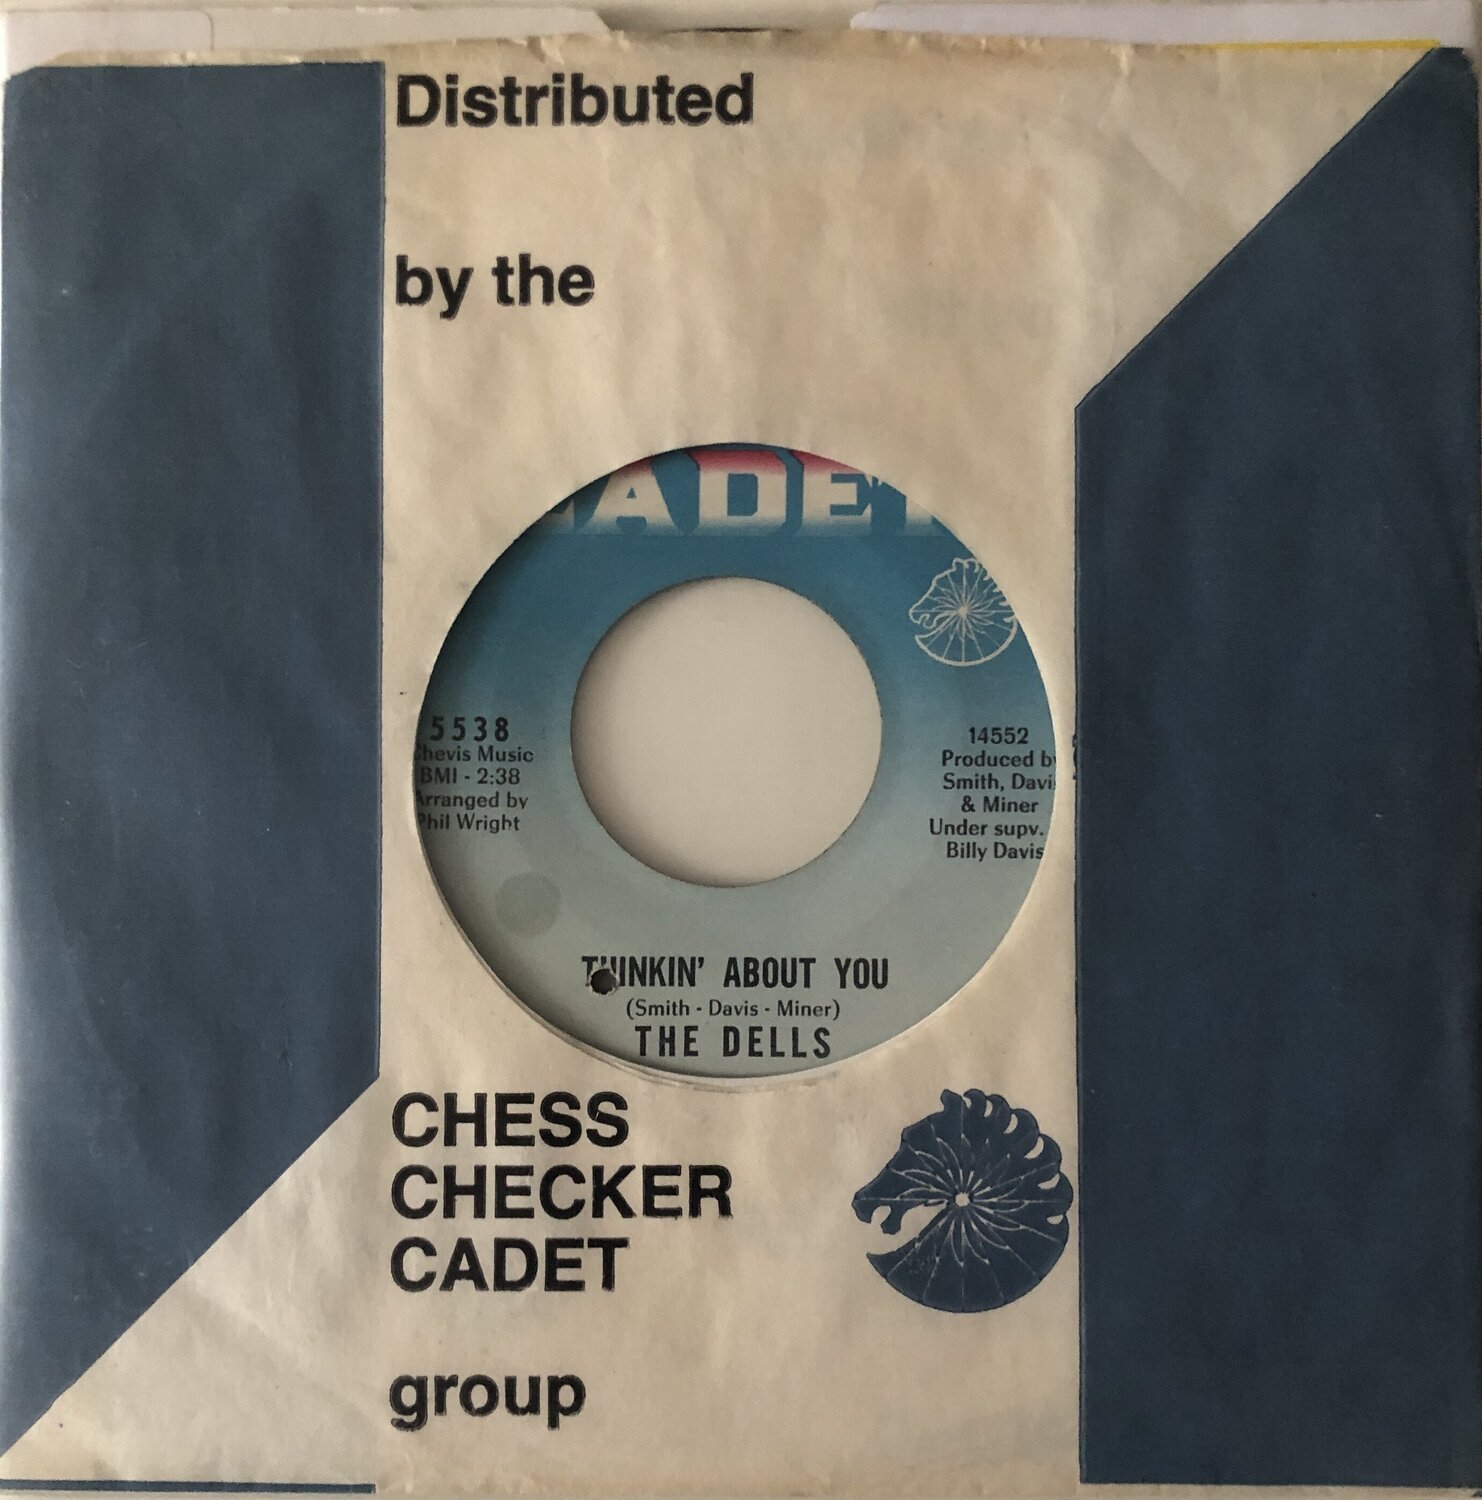 Distributed
by the
CADET
5538
Chevis Music
BMI - 2:38
Arranged by
Phil Wright
14552
Produced by
Smith, Davis
& Miner
Under supv.
Billy Davis
THINKIN' ABOUT YOU
(Smith - Davis - Miner)
THE DELLS
CHESS
CHECKER
CADET
group